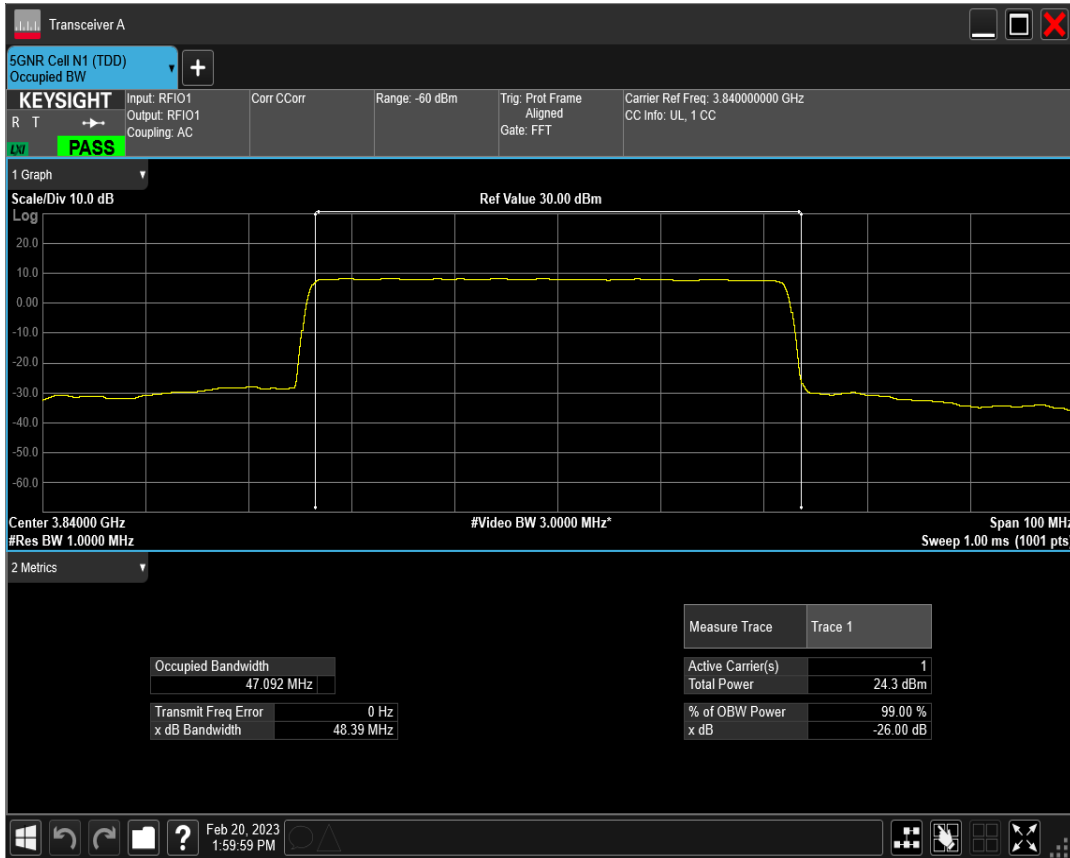 Transceiver A
5GNR Cell N1 (TDD)
Occupied BW
KEYSIGHT
R T
LXI
PASS
Input: RFIO1
Output: RFIO1
Coupling: AC
Corr CCorr
Range: -60 dBm
Trig: Prot Frame
Aligned
Gate: FFT
Carrier Ref Freq: 3.840000000 GHz
CC Info: UL, 1 CC
1 Graph
Scale/Div 10.0 dB
Ref Value 30.00 dBm
Log
20.0
10.0
0.00
-10.0
-20.0
-30.0
-40.0
-50.0
-60.0
Center 3.84000 GHz
#Video BW 3.0000 MHz*
Span 100 MHz
#Res BW 1.0000 MHz
Sweep 1.00 ms (1001 pts)
2 Metrics
Measure Trace Trace 1
Occupied Bandwidth
47.092 MHz
Active Carrier(s) 1
Total Power 24.3 dBm
Transmit Freq Error 0 Hz
x dB Bandwidth 48.39 MHz
% of OBW Power 99.00 %
x dB -26.00 dB
?
Feb 20, 2023
1:59:59 PM